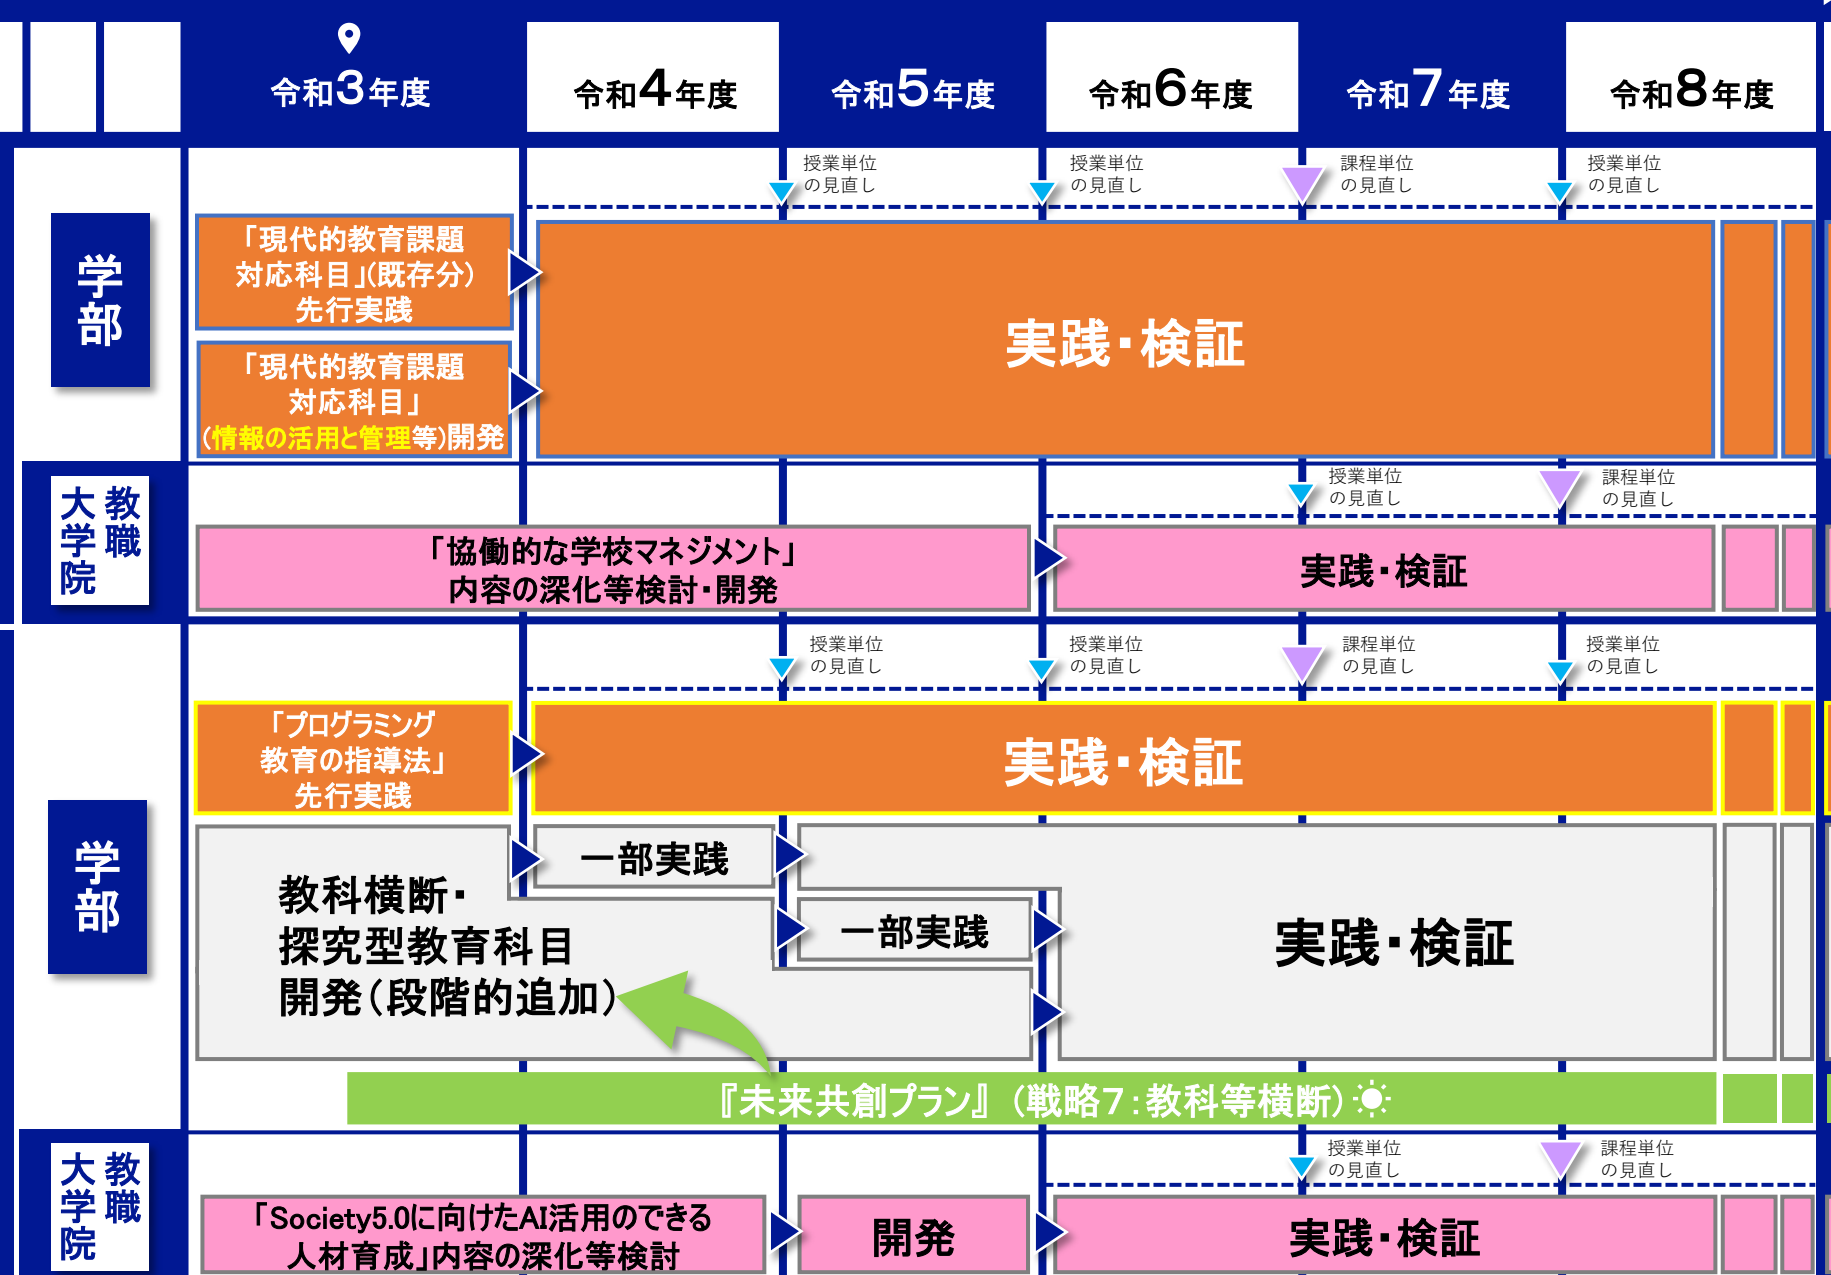 令和3年度
令和4年度
令和5年度
令和6年度
令和7年度
令和8年度
学部
授業単位
の見直し
授業単位
の見直し
課程単位
の見直し
授業単位
の見直し
「現代的教育課題
対応科目」(既存分)
先行実践
「現代的教育課題
対応科目」
(情報の活用と管理等)開発
実践・検証
教職
大学院
授業単位
の見直し
課程単位
の見直し
「協働的な学校マネジメント」
内容の深化等検討・開発
実践・検証
学部
授業単位
の見直し
授業単位
の見直し
課程単位
の見直し
授業単位
の見直し
「プログラミング
教育の指導法」
先行実践
実践・検証
教科横断・
探究型教育科目
開発(段階的追加)
一部実践
一部実践
実践・検証
『未来共創プラン』(戦略7:教科等横断)
教職
大学院
授業単位
の見直し
課程単位
の見直し
「Society5.0に向けたAI活用のできる
人材育成」内容の深化等検討
開発
実践・検証